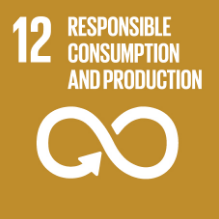 12 RESPONSIBLE
CONSUMPTION
AND PRODUCTION